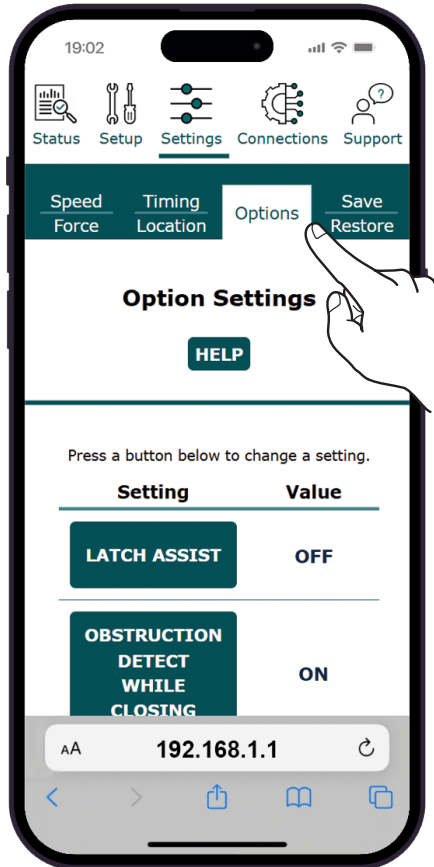 19:02
Status Setup Settings Connections Support
Speed Timing Options Save
Force Location Restore
Option Settings
HELP
Press a button below to change a setting.
Setting Value
LATCH ASSIST OFF
OBSTRUCTION
DETECT
WHILE
CLOSING
ON
AA 192.168.1.1